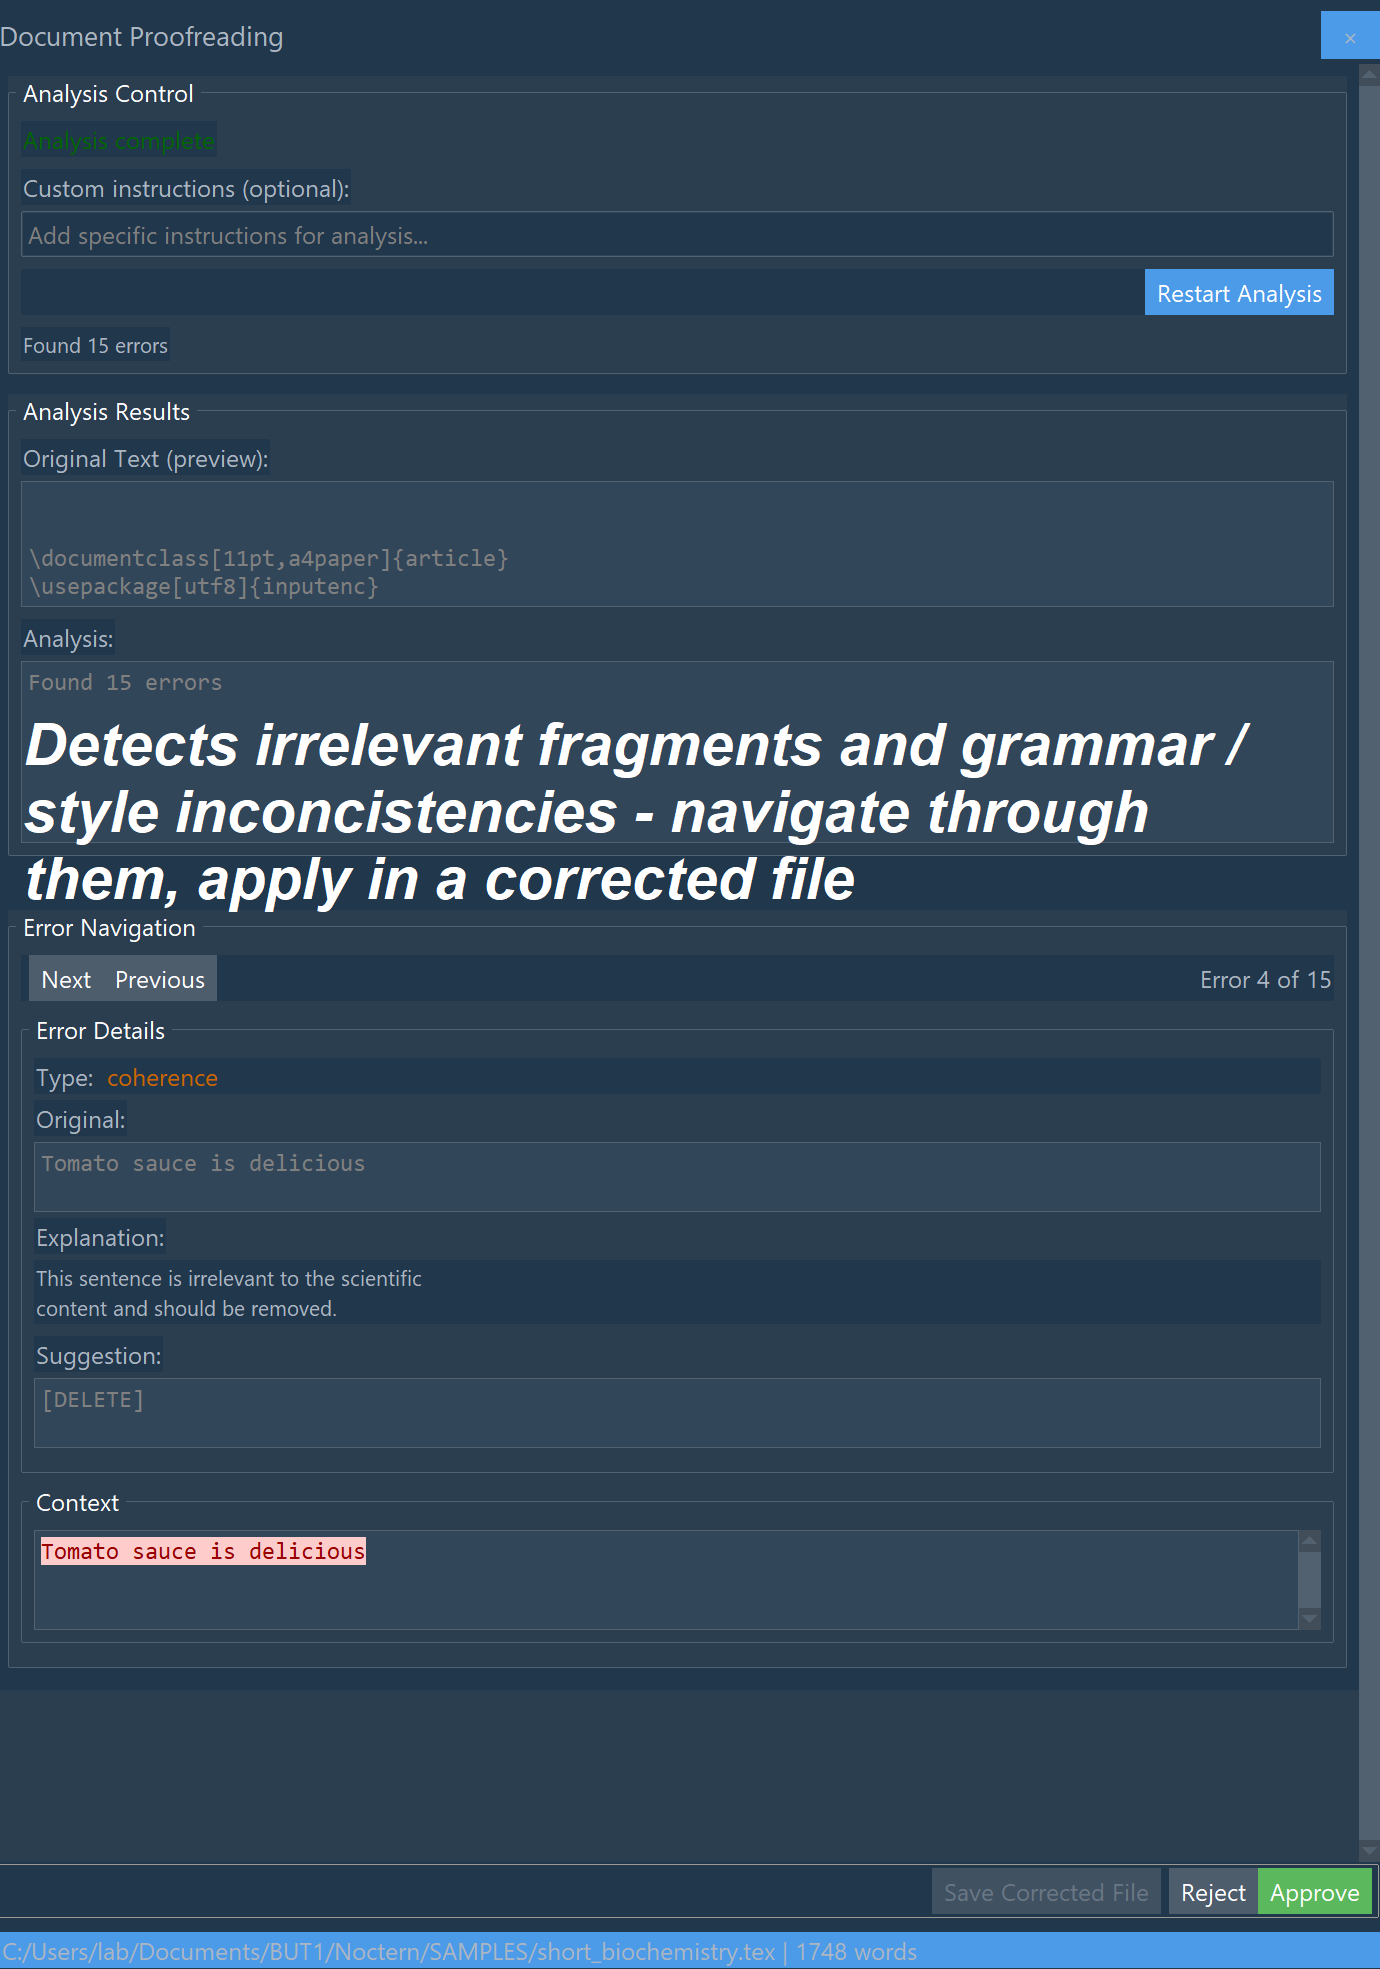 Document Proofreading
×
Analysis Control
Analysis complete
Custom instructions (optional):
Add specific instructions for analysis...
Restart Analysis
Found 15 errors
Analysis Results
Original Text (preview):
\documentclass[11pt,a4paper]{article}
\usepackage[utf8]{inputenc}
Analysis:
Found 15 errors
Detects irrelevant fragments and grammar /
style inconcistencies - navigate through
them, apply in a corrected file
Error Navigation
Next Previous Error 4 of 15
Error Details
Type: coherence
Original:
Tomato sauce is delicious
Explanation:
This sentence is irrelevant to the scientific
content and should be removed.
Suggestion:
[DELETE]
Context
Tomato sauce is delicious
Save Corrected File Reject Approve
C:/Users/lab/Documents/BUT1/Noctern/SAMPLES/short_biochemistry.tex | 1748 words